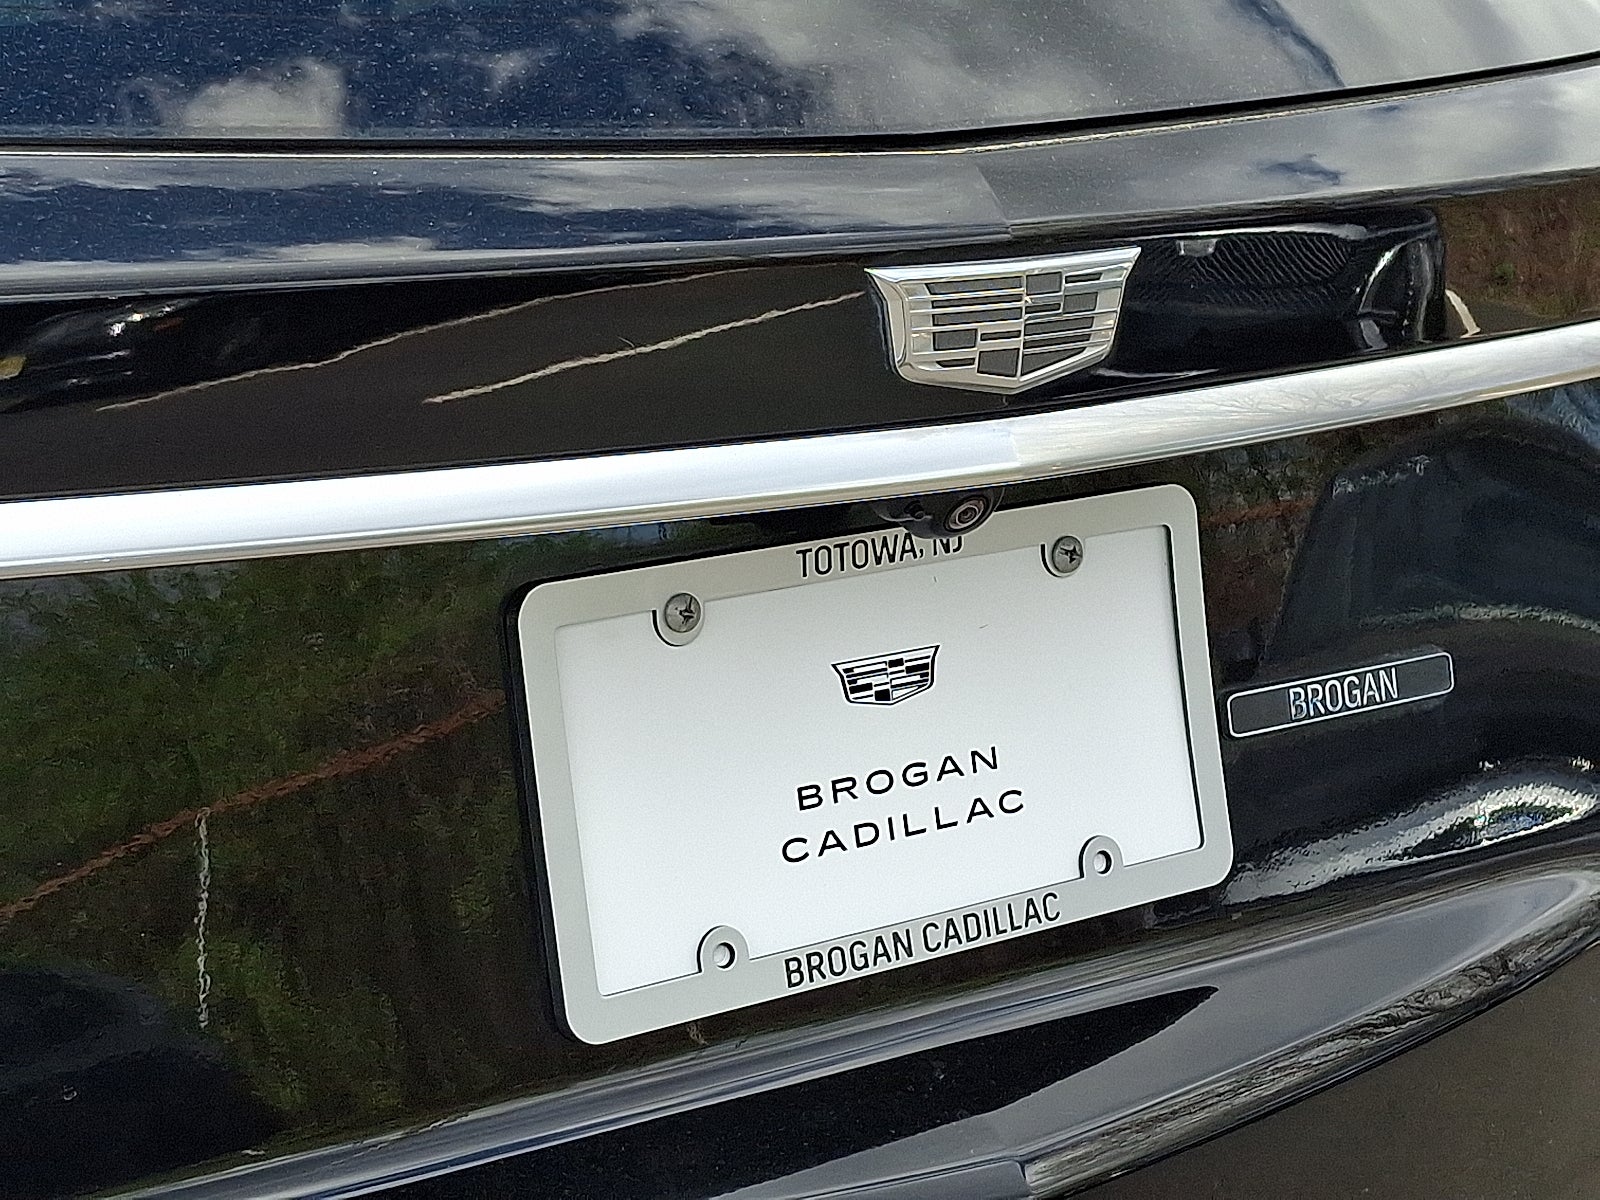 TOTOWA, NJ
BROGAN
CADILLAC
BROGAN CADILLAC
BROGAN